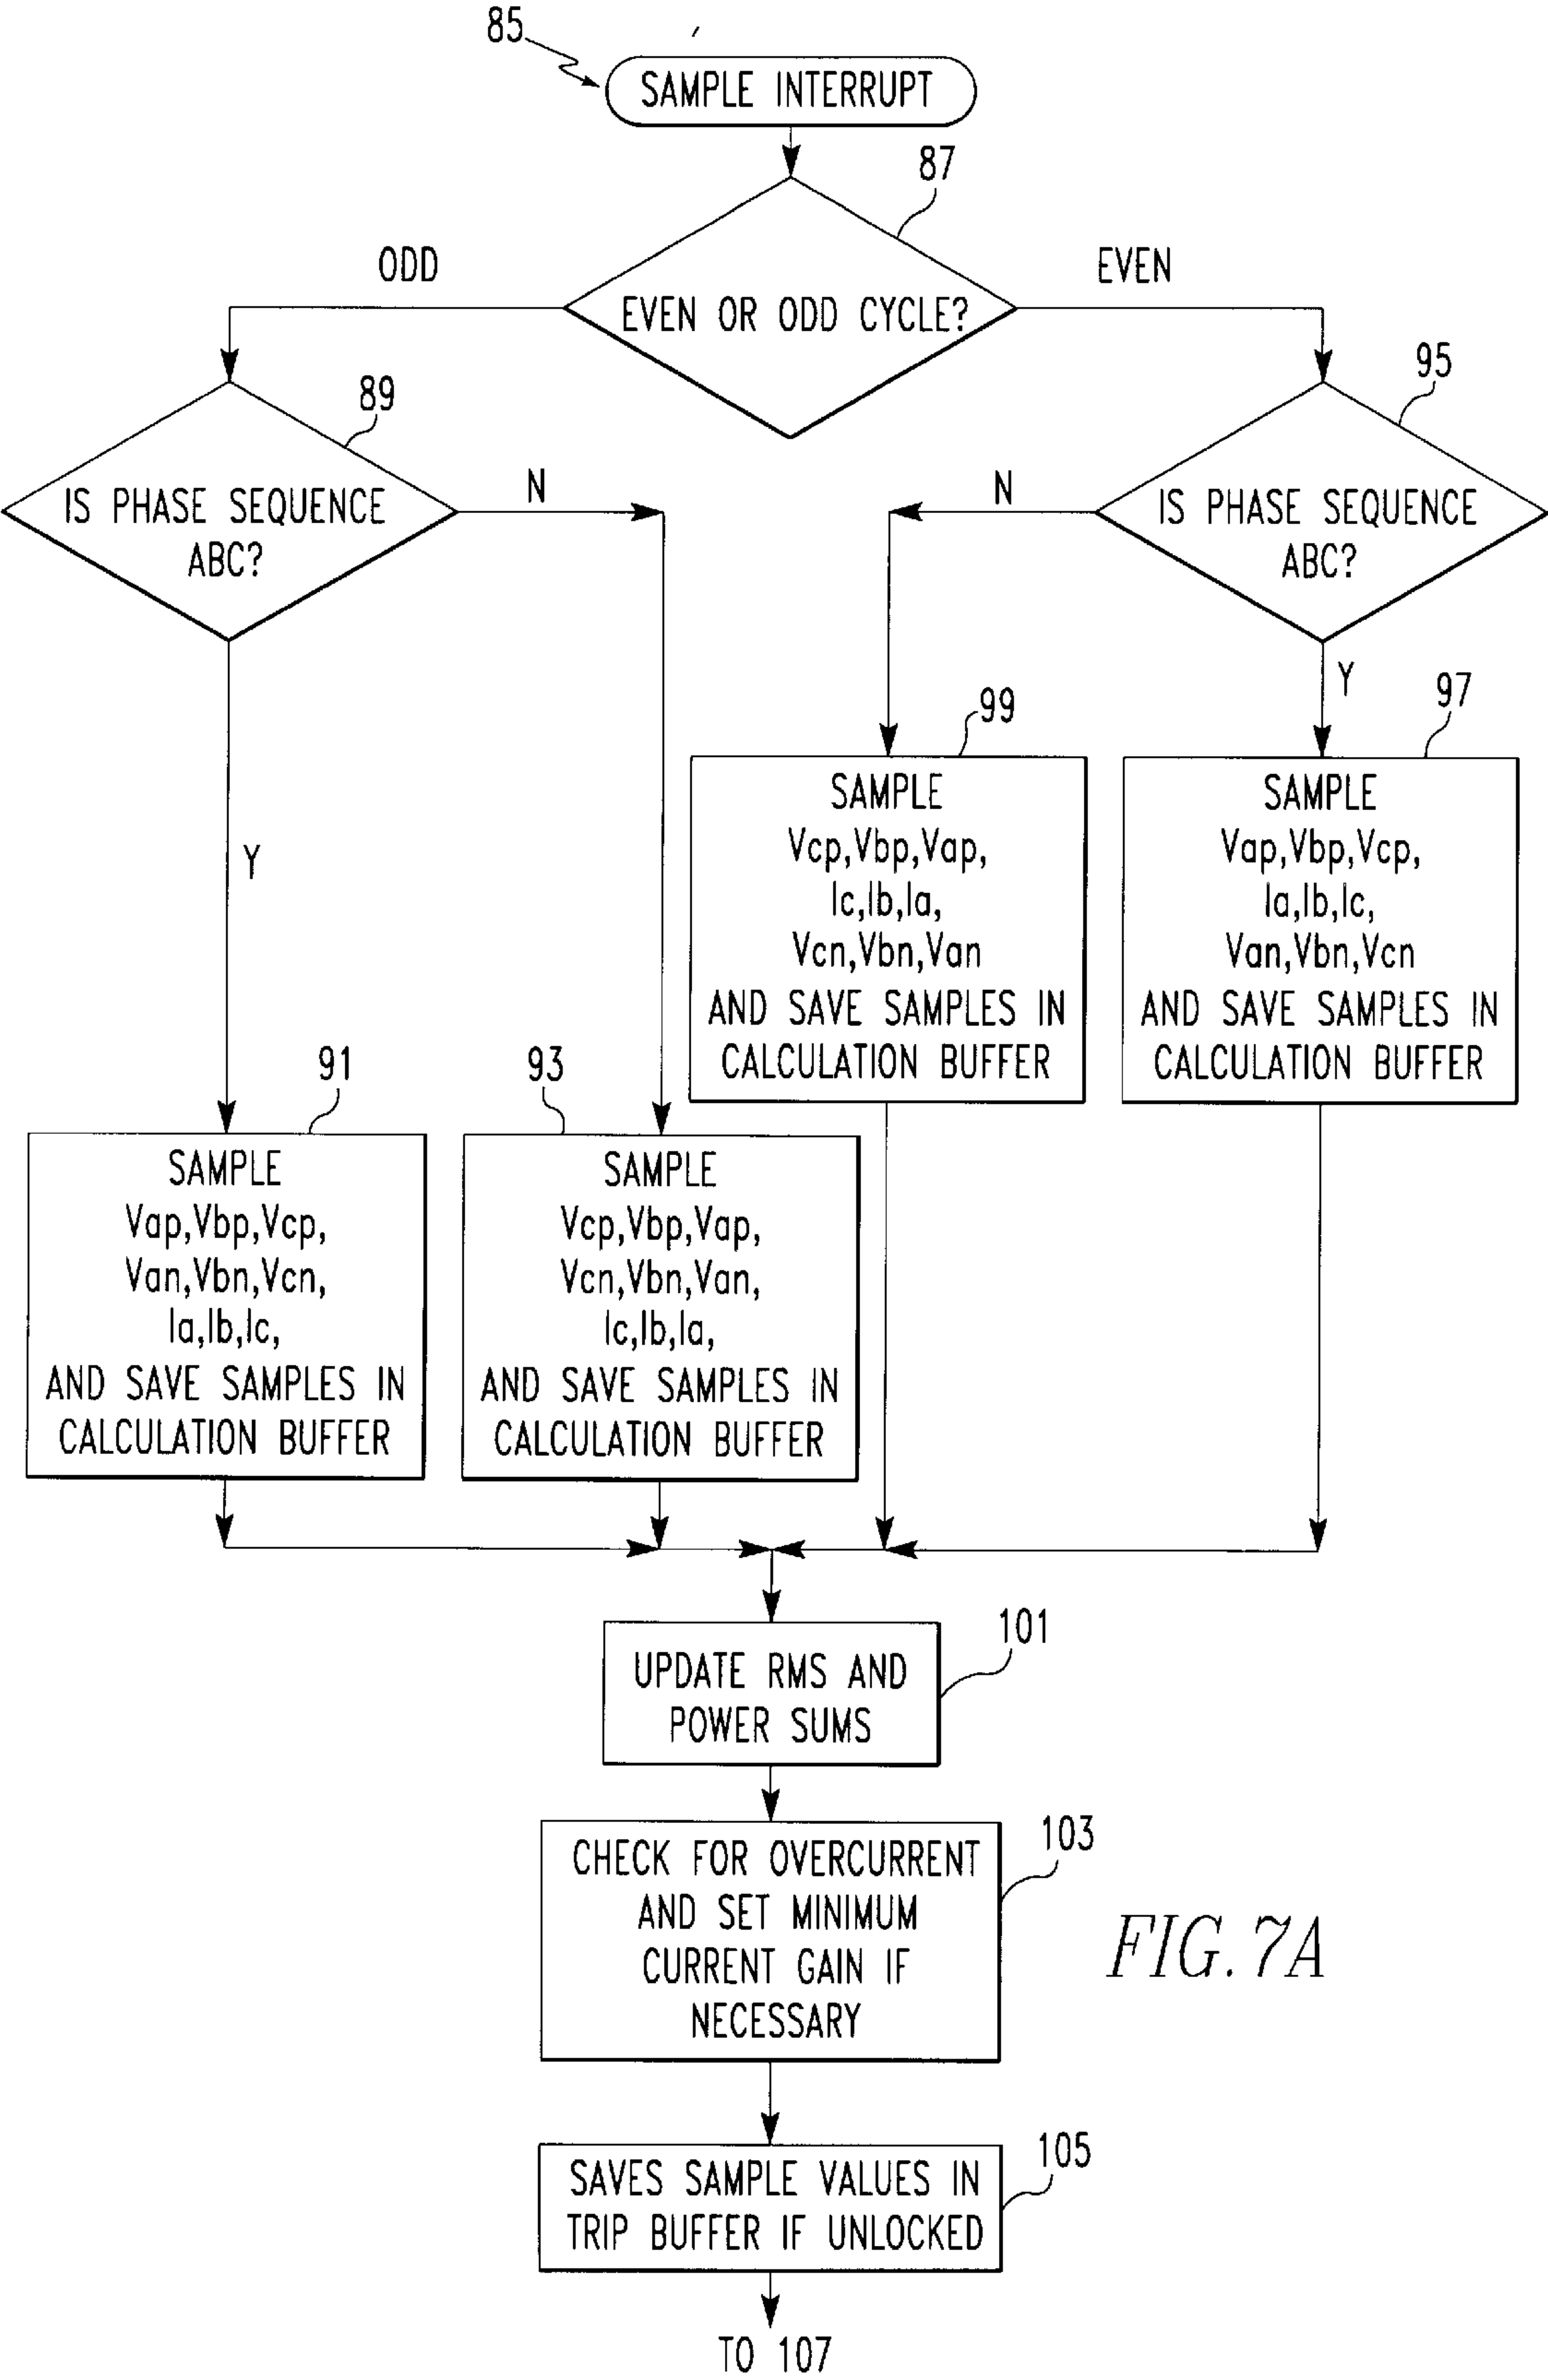 85
SAMPLE INTERRUPT
87
ODD
EVEN
EVEN OR ODD CYCLE?
89
95
IS PHASE SEQUENCE
ABC?
N
N
IS PHASE SEQUENCE
ABC?
Y
Y
99
97
SAMPLE
Vcp,Vbp,Vap,
Ic,Ib,Ia,
Vcn,Vbn,Van
AND SAVE SAMPLES IN
CALCULATION BUFFER
SAMPLE
Vap,Vbp,Vcp,
Ia,Ib,Ic,
Van,Vbn,Vcn
AND SAVE SAMPLES IN
CALCULATION BUFFER
91
93
SAMPLE
Vap,Vbp,Vcp,
Van,Vbn,Vcn,
Ia,Ib,Ic,
AND SAVE SAMPLES IN
CALCULATION BUFFER
SAMPLE
Vcp,Vbp,Vap,
Vcn,Vbn,Van,
Ic,Ib,Ia,
AND SAVE SAMPLES IN
CALCULATION BUFFER
101
UPDATE RMS AND
POWER SUMS
103
CHECK FOR OVERCURRENT
AND SET MINIMUM
CURRENT GAIN IF
NECESSARY
FIG. 7A
105
SAVES SAMPLE VALUES IN
TRIP BUFFER IF UNLOCKED
TO 107